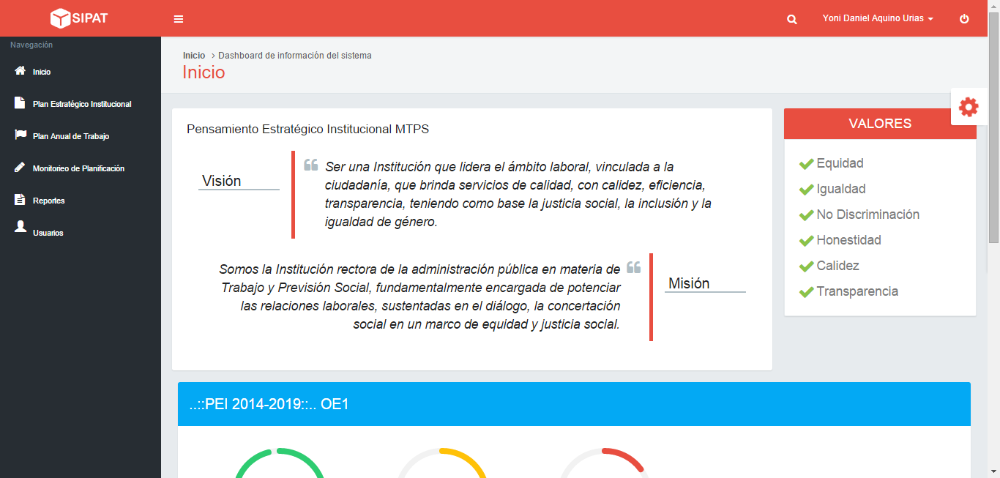 SIPAT
Yoni Daniel Aquino Urias
Navegación
Inicio
Plan Estratégico Institucional
Plan Anual de Trabajo
Monitorieo de Planificación
Reportes
Usuarios
Inicio > Dashboard de información del sistema
Inicio
Pensamiento Estratégico Institucional MTPS
Visión
Ser una Institución que lidera el ámbito laboral, vinculada a la
ciudadanía, que brinda servicios de calidad, con calidez, eficiencia,
transparencia, teniendo como base la justicia social, la inclusión y la
igualdad de género.
Somos la Institución rectora de la administración pública en materia de
Trabajo y Previsión Social, fundamentalmente encargada de potenciar
las relaciones laborales, sustentadas en el diálogo, la concertación
social en un marco de equidad y justicia social.
Misión
VALORES
Equidad
Igualdad
No Discriminación
Honestidad
Calidez
Transparencia
..::PEI 2014-2019::.. OE1